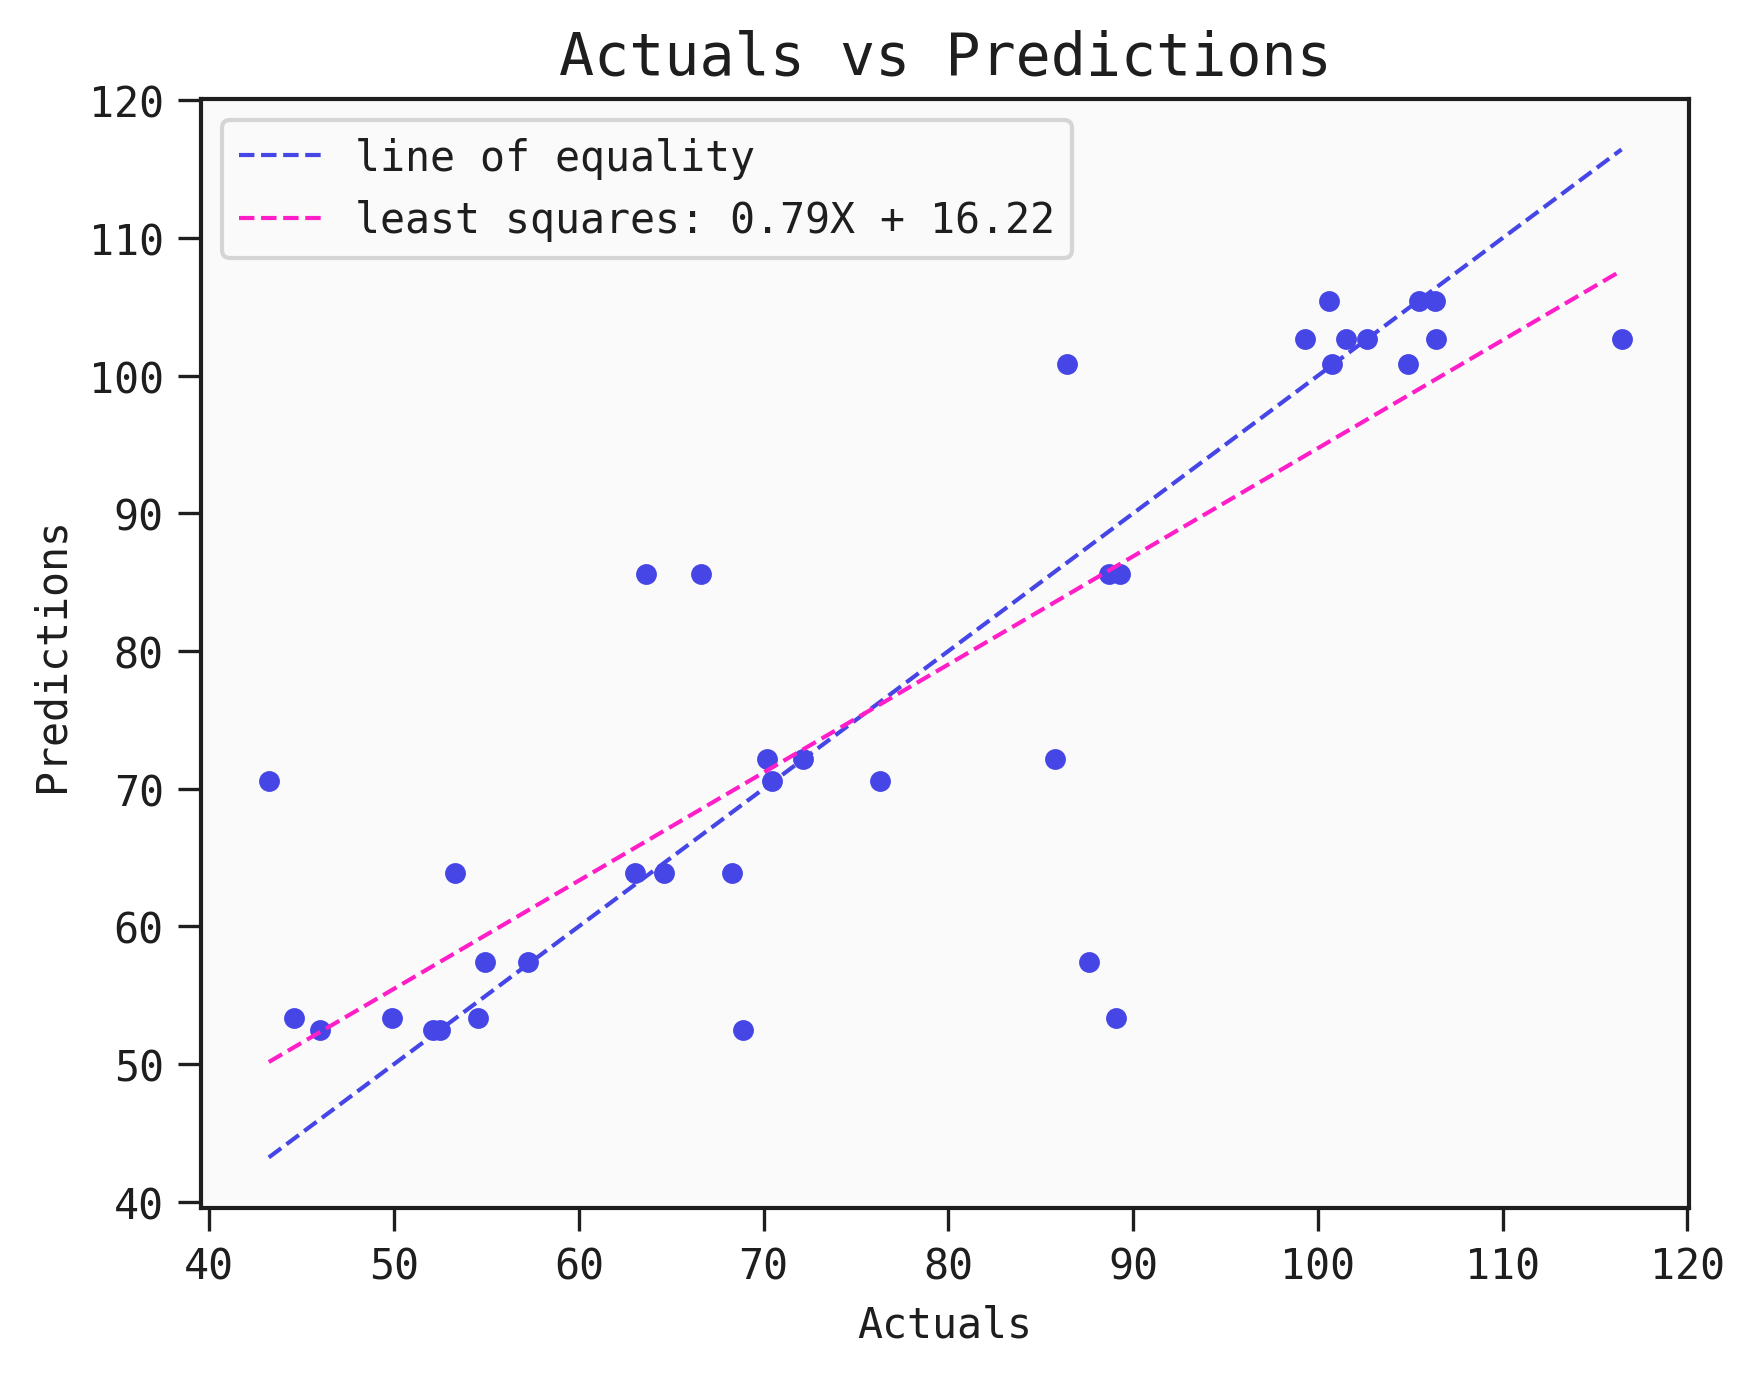 Actuals vs Predictions
line of equality
least squares: 0.79X + 16.22
120
110
100
90
80
70
60
50
40
Predictions
40 50 60 70 80 90 100 110 120
Actuals